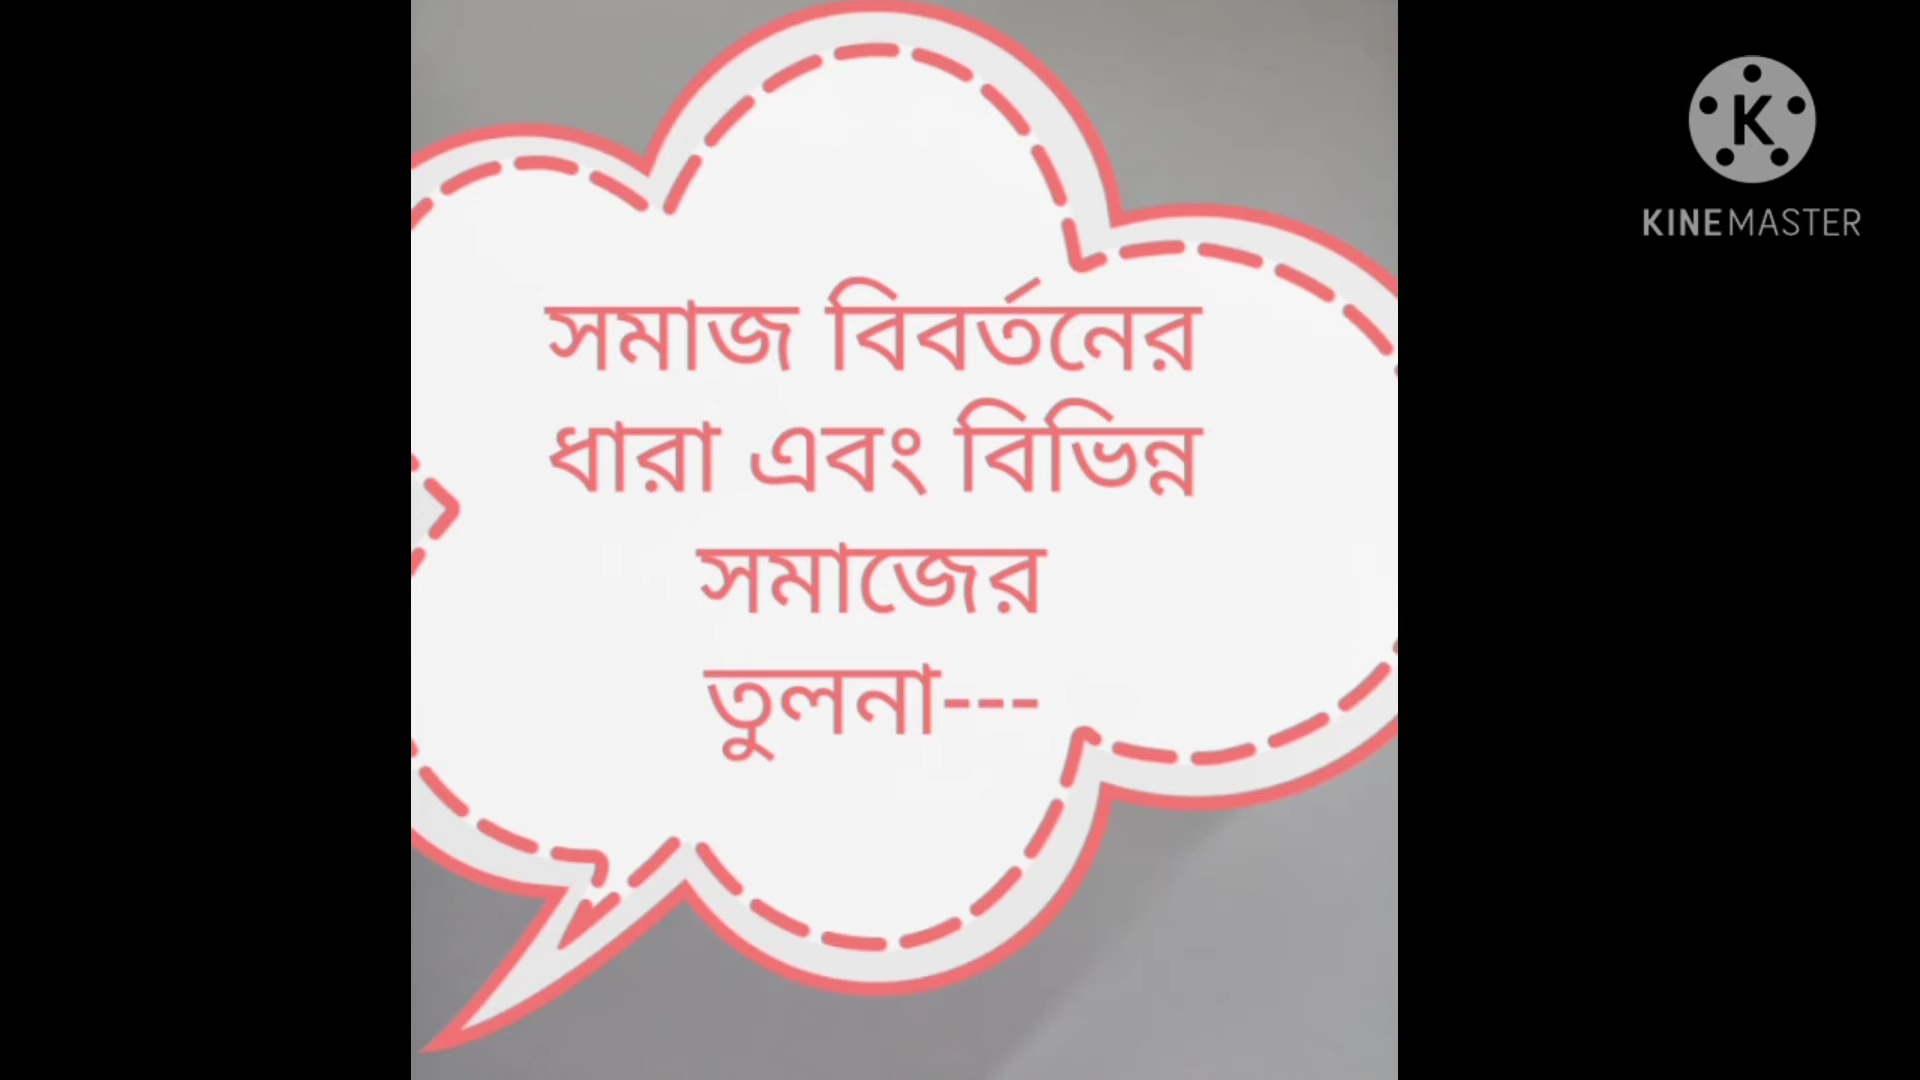 সমাজ বিবর্তনের
ধারা এবং বিভিন্ন
সমাজের
তুলনা---
K
KINEMASTER